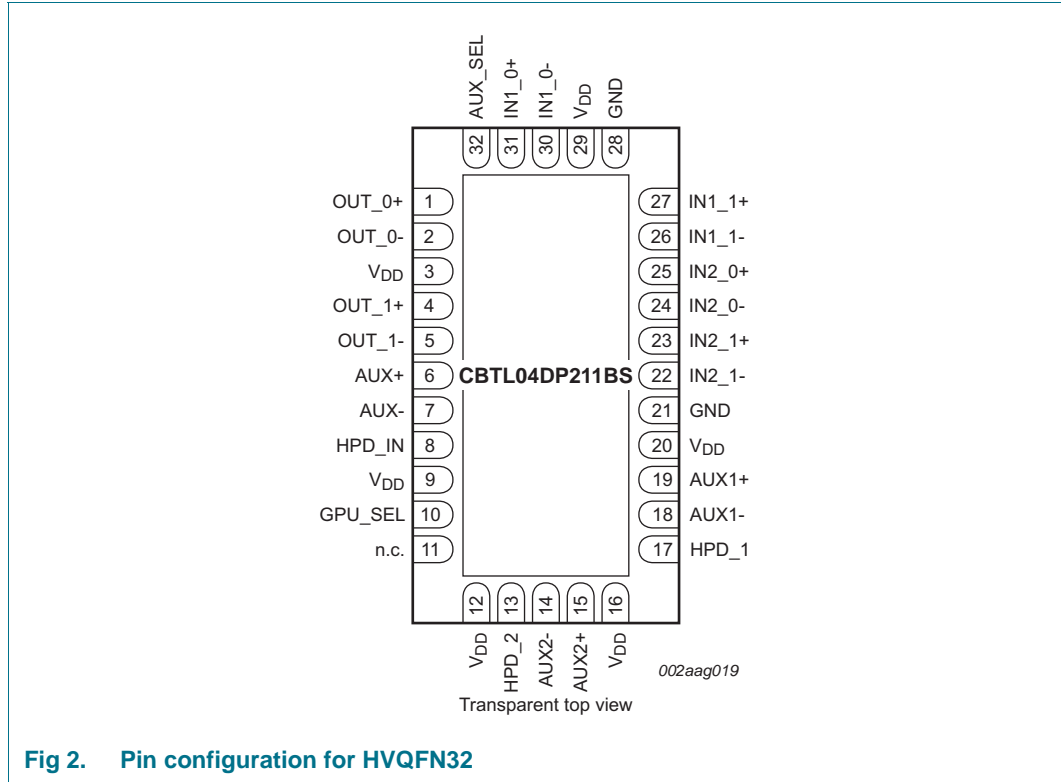 AUX_SEL
IN1_0+
IN1_0-
VDD
GND
32
31
30
29
28
OUT_0+ 1
OUT_0- 2
VDD 3
OUT_1+ 4
OUT_1- 5
AUX+ 6
AUX- 7
HPD_IN 8
VDD 9
GPU_SEL 10
n.c. 11
CBTL04DP211BS
27 IN1_1+
26 IN1_1-
25 IN2_0+
24 IN2_0-
23 IN2_1+
22 IN2_1-
21 GND
20 VDD
19 AUX1+
18 AUX1-
17 HPD_1
12
13
14
15
16
VDD
HPD_2
AUX2-
AUX2+
VDD
002aag019
Transparent top view
Fig 2. Pin configuration for HVQFN32